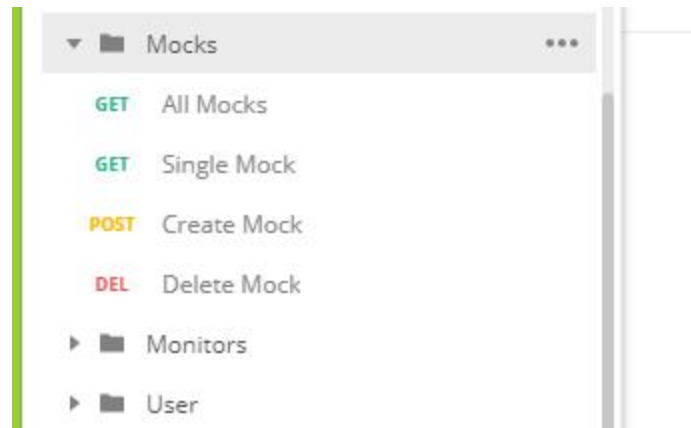 Mocks
GET All Mocks
GET Single Mock
POST Create Mock
DEL Delete Mock
Monitors
User